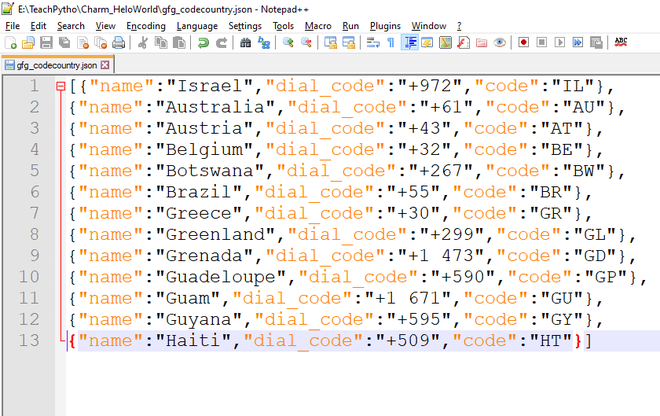 E:\TeachPytho\Charm_HeloWorld\gfg_codecountry.json - Notepad++
File Edit Search View Encoding Language Settings Tools Macro Run Plugins Window ?
gfg_codecountry.json
1 [{"name":"Israel","dial_code":"+972","code":"IL"},
2 {"name":"Australia","dial_code":"+61","code":"AU"},
3 {"name":"Austria","dial_code":"+43","code":"AT"},
4 {"name":"Belgium","dial_code":"+32","code":"BE"},
5 {"name":"Botswana","dial_code":"+267","code":"BW"},
6 {"name":"Brazil","dial_code":"+55","code":"BR"},
7 {"name":"Greece","dial_code":"+30","code":"GR"},
8 {"name":"Greenland","dial_code":"+299","code":"GL"},
9 {"name":"Grenada","dial_code":"+1 473","code":"GD"},
10 {"name":"Guadeloupe","dial_code":"+590","code":"GP"},
11 {"name":"Guam","dial_code":"+1 671","code":"GU"},
12 {"name":"Guyana","dial_code":"+595","code":"GY"},
13 {"name":"Haiti","dial_code":"+509","code":"HT"}]